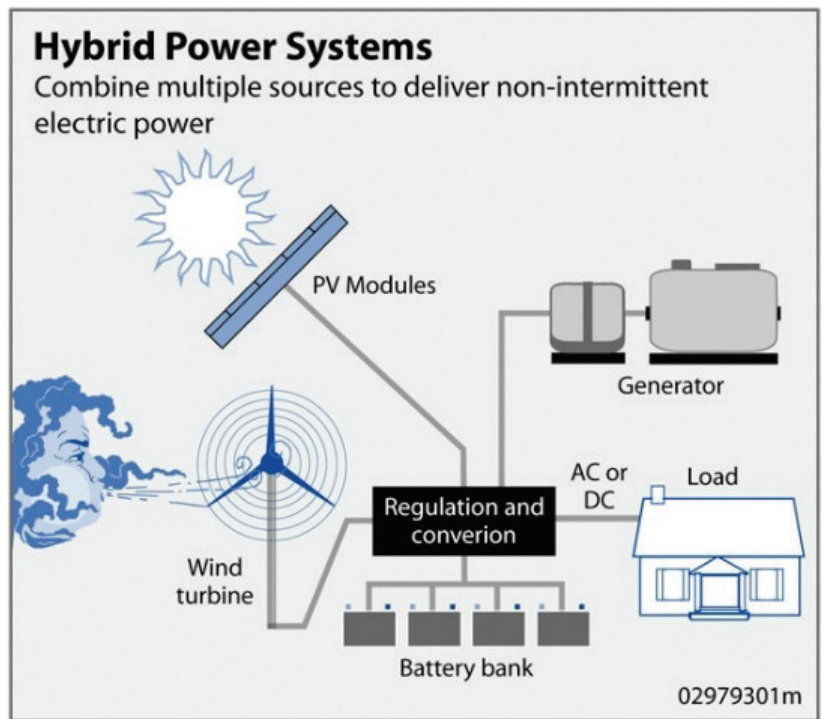 Hybrid Power Systems
Combine multiple sources to deliver non-intermittent
electric power
PV Modules
Generator
AC or
DC
Load
Regulation and
converion
Wind
turbine
Battery bank
02979301m